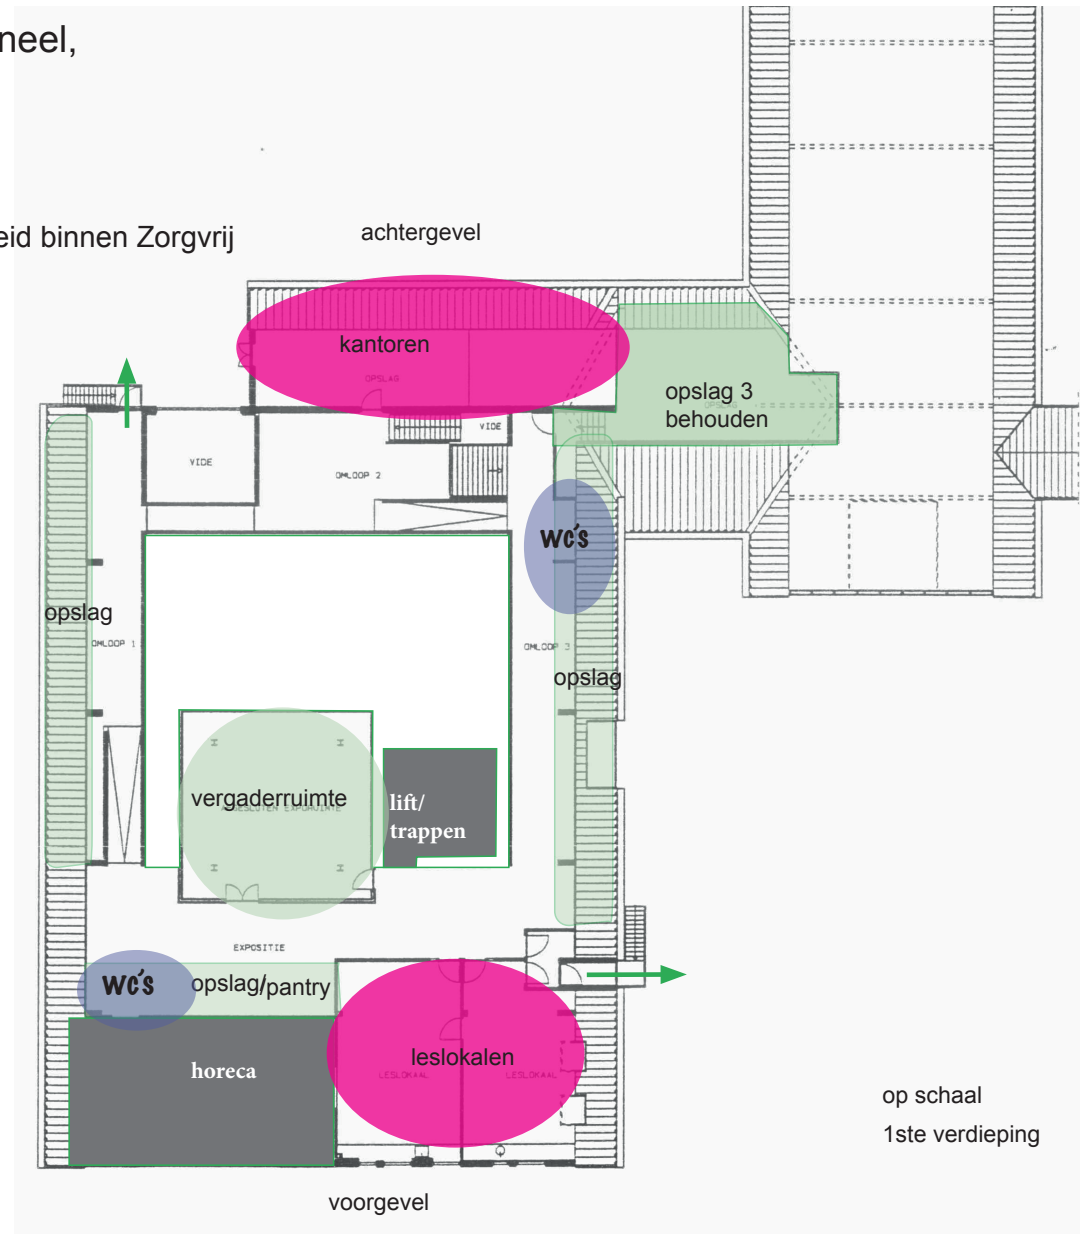 neel,
eid binnen Zorgvrij
achtergevel
kantoren
OPSLAG
opslag 3
behouden
VIDE
VIDE
OMLOOP 2
wc's
opslag
OMLOOP 1
OMLOOP 3
opslag
vergaderruimte
lift/
trappen
EXPOSITIE
wc's
opslag/pantry
horeca
leslokalen
LESLOKAAL
LESLOKAAL
op schaal
1ste verdieping
voorgevel